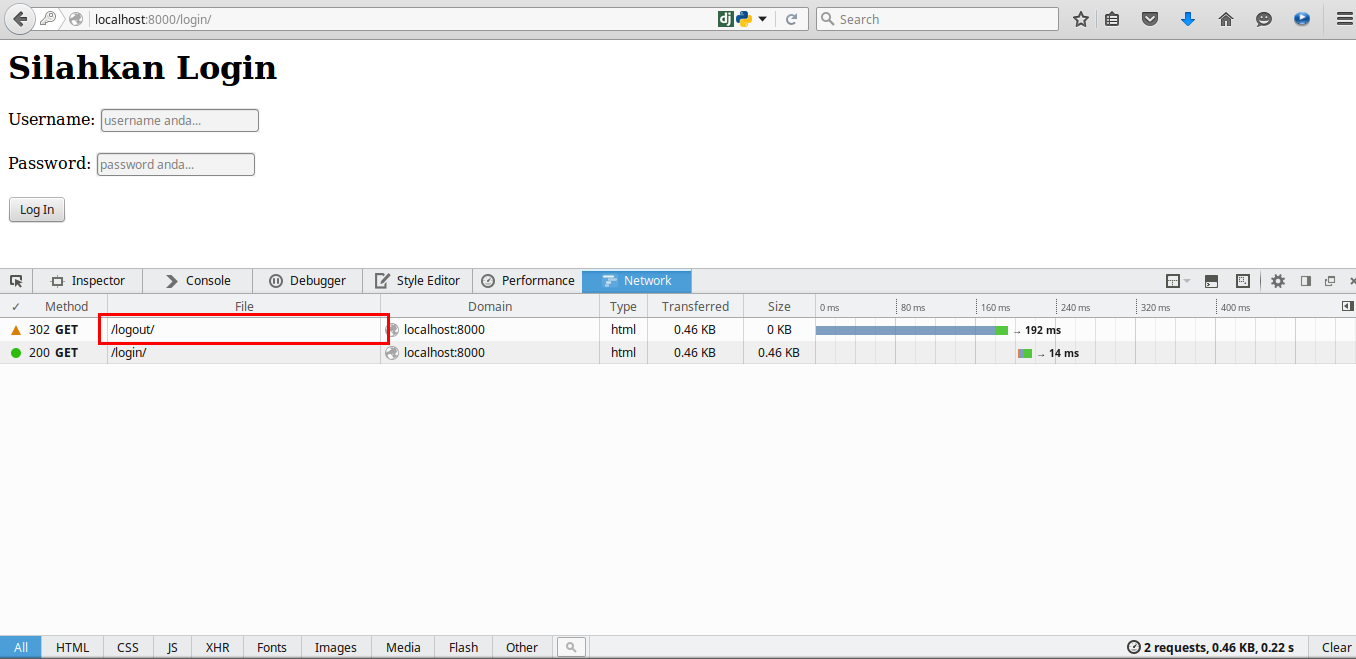 localhost:8000/login/
dj
Search
Silahkan Login
Username: username anda...
Password: password anda...
Log In
Inspector Console Debugger Style Editor Performance Network
✓ Method File Domain Type Transferred Size 0 ms 80 ms 160 ms 240 ms 320 ms 400 ms
302 GET /logout/ localhost:8000 html 0.46 KB 0 KB → 192 ms
200 GET /login/ localhost:8000 html 0.46 KB 0.46 KB → 14 ms
All HTML CSS JS XHR Fonts Images Media Flash Other 2 requests, 0.46 KB, 0.22 s Clear